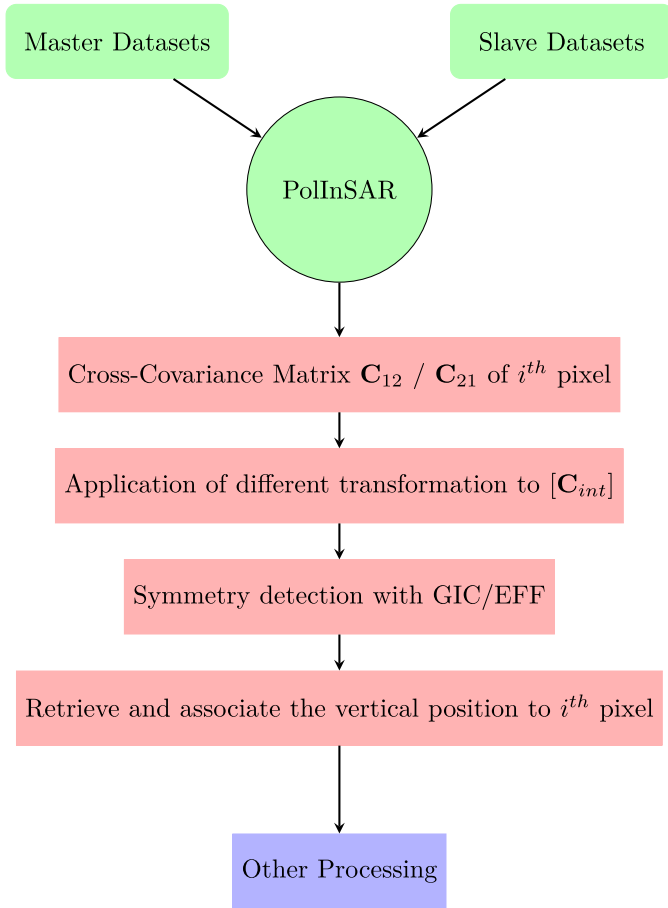 Master Datasets
Slave Datasets
PolInSAR
Cross-Covariance Matrix C₁₂ / C₂₁ of iᵗʰ pixel
Application of different transformation to [C_int]
Symmetry detection with GIC/EFF
Retrieve and associate the vertical position to iᵗʰ pixel
Other Processing